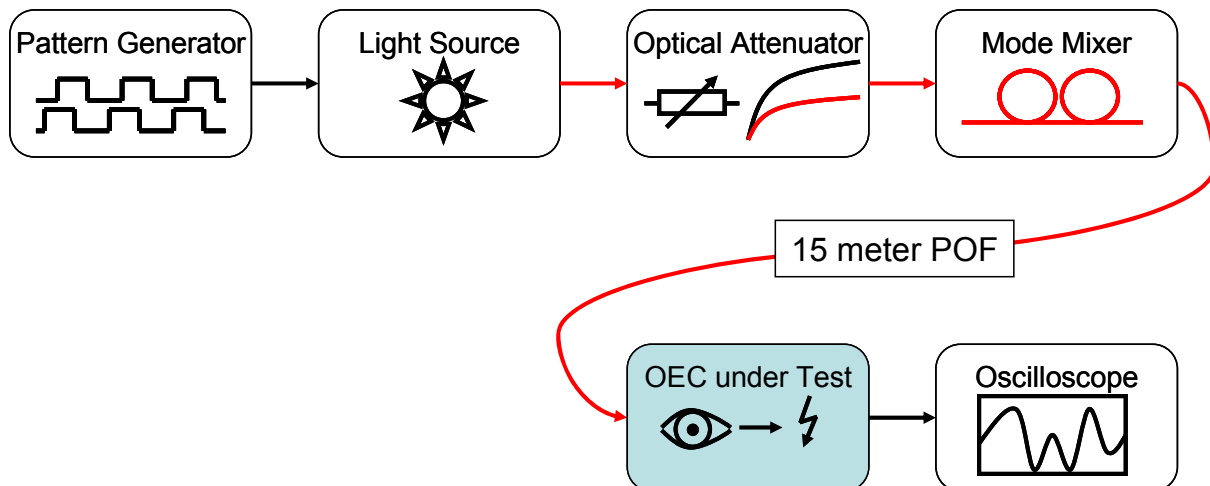 Pattern Generator
Light Source
Optical Attenuator
Mode Mixer
15 meter POF
OEC under Test
Oscilloscope